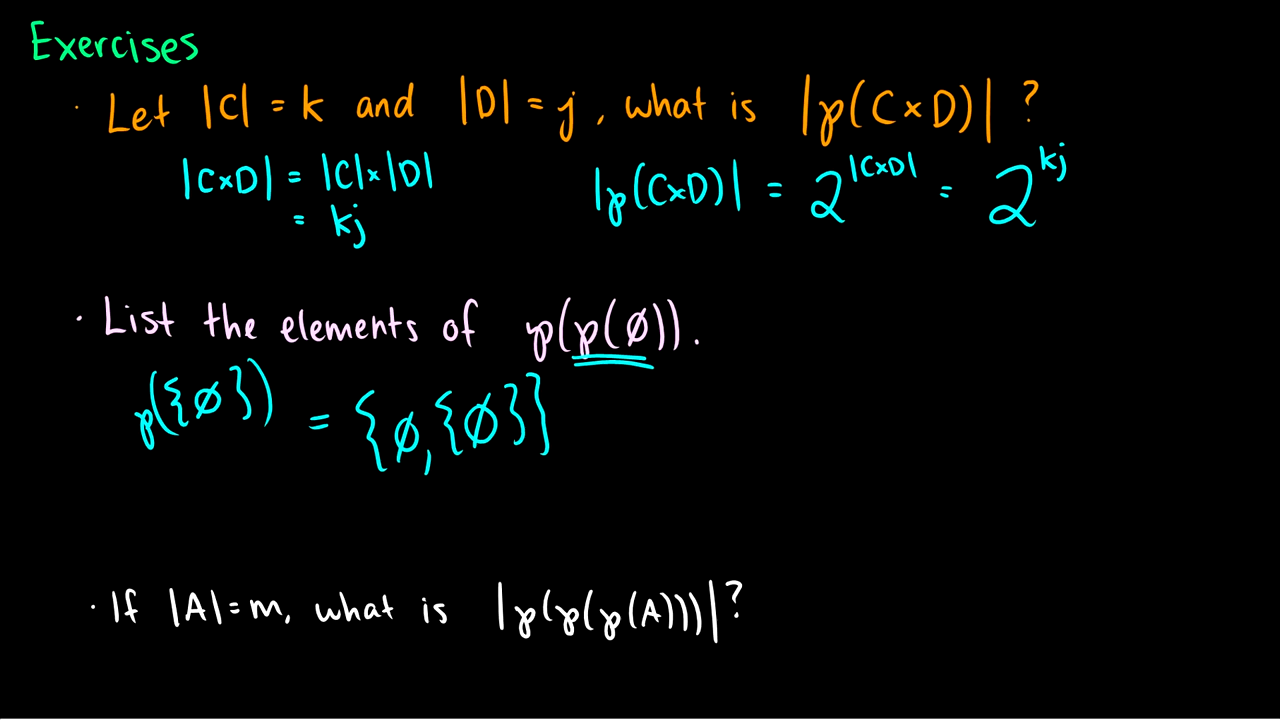 Exercises
· Let |C| = k and |D| = j, what is |℘(C×D)| ?
|C×D| = |C|×|D|
= kj
|℘(C×D)| = 2^|C×D| = 2^kj
· List the elements of ℘(℘(∅)).
℘({∅}) = {∅,{∅}}
· If |A|=m, what is |℘(℘(℘(A)))|?